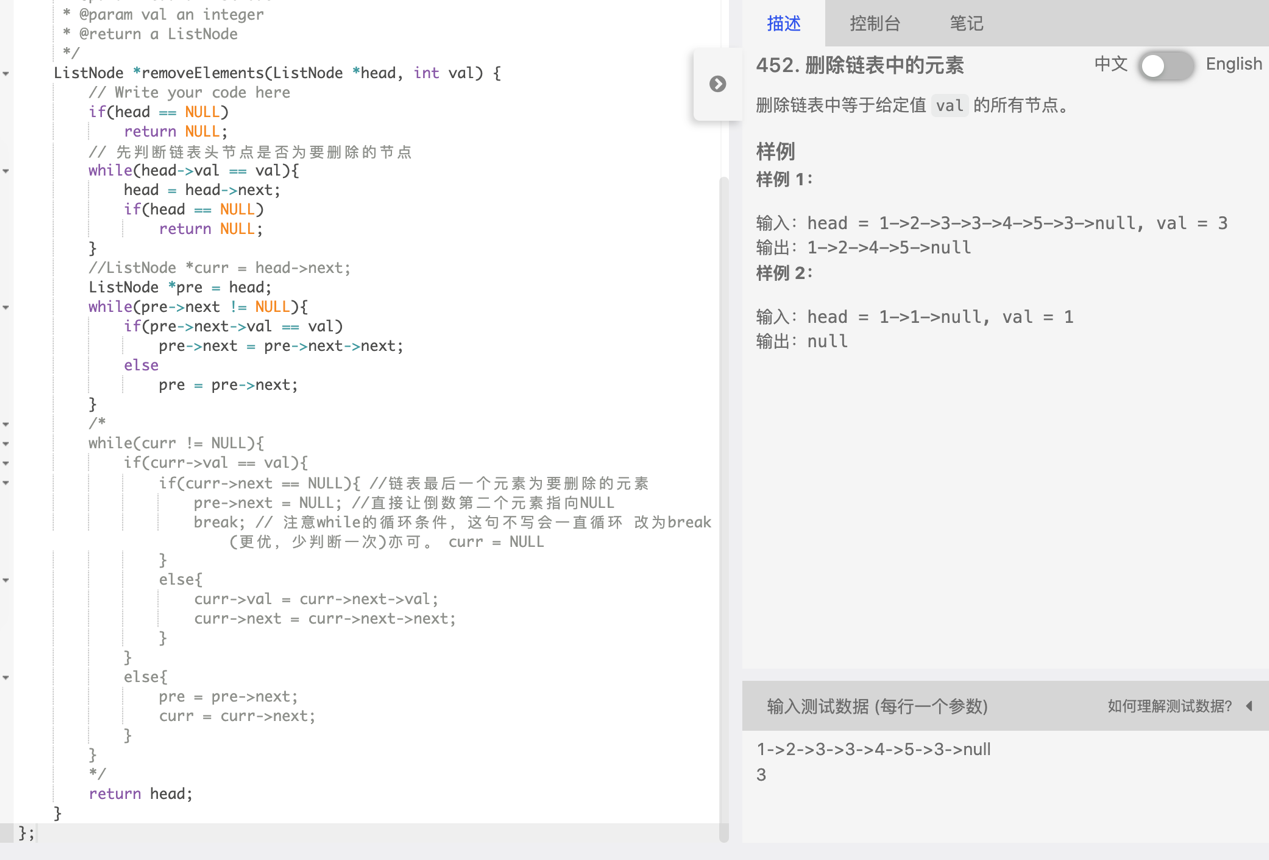 * @param val an integer
* @return a ListNode
*/
ListNode *removeElements(ListNode *head, int val) {
// Write your code here
if(head == NULL)
return NULL;
// 先判断链表头节点是否为要删除的节点
while(head->val == val){
head = head->next;
if(head == NULL)
return NULL;
}
//ListNode *curr = head->next;
ListNode *pre = head;
while(pre->next != NULL){
if(pre->next->val == val)
pre->next = pre->next->next;
else
pre = pre->next;
}
/*
while(curr != NULL){
if(curr->val == val){
if(curr->next == NULL){ //链表最后一个元素为要删除的元素
pre->next = NULL; //直接让倒数第二个元素指向NULL
break; // 注意while的循环条件，这句不写会一直循环 改为break
(更优，少判断一次)亦可。 curr = NULL
}
else{
curr->val = curr->next->val;
curr->next = curr->next->next;
}
}
else{
pre = pre->next;
curr = curr->next;
}
}
*/
return head;
}
};
描述 控制台 笔记
452. 删除链表中的元素 中文 English
删除链表中等于给定值 val 的所有节点。
样例
样例 1：
输入：head = 1->2->3->3->4->5->3->null, val = 3
输出：1->2->4->5->null
样例 2：
输入：head = 1->1->null, val = 1
输出：null
输入测试数据 (每行一个参数) 如何理解测试数据?
1->2->3->3->4->5->3->null
3